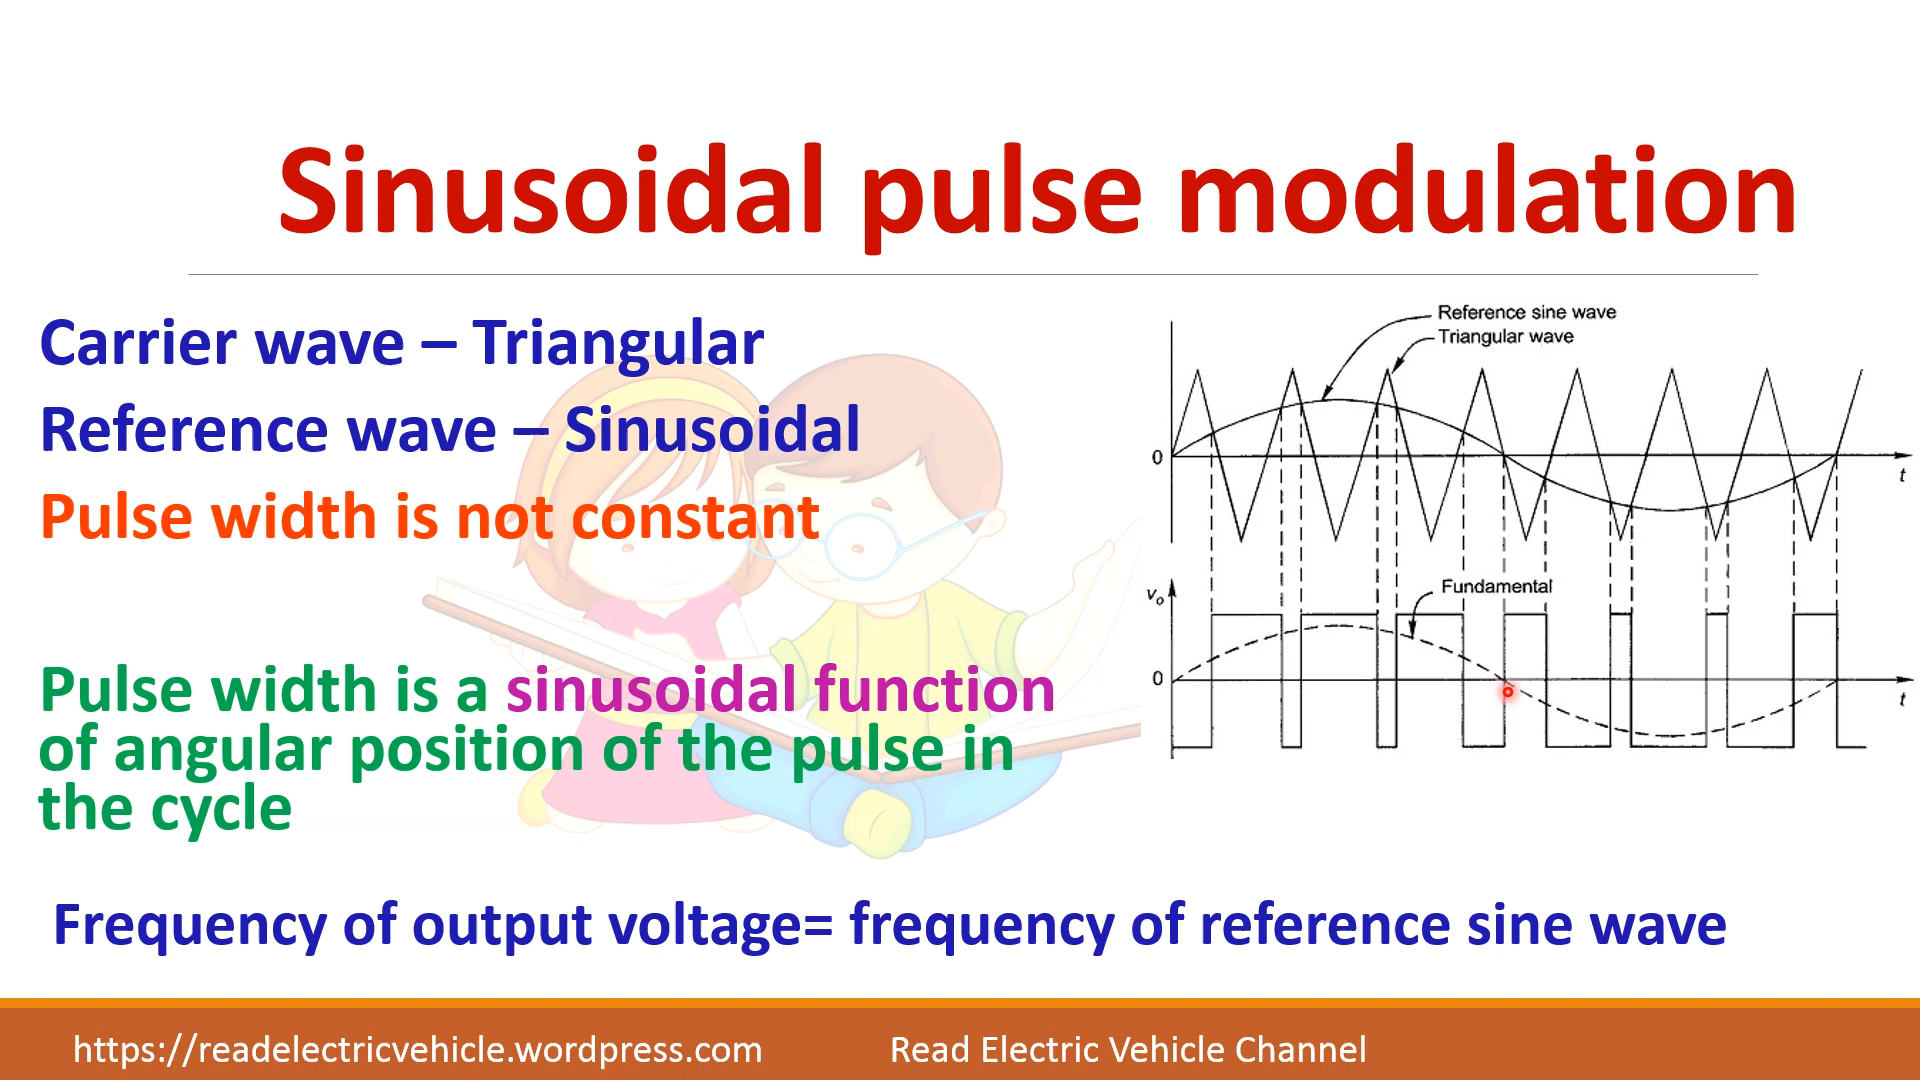 Sinusoidal pulse modulation
Carrier wave – Triangular
Reference wave – Sinusoidal
Pulse width is not constant
Pulse width is a sinusoidal function
of angular position of the pulse in
the cycle
Reference sine wave
Triangular wave
0
t
vo
Fundamental
0
t
Frequency of output voltage= frequency of reference sine wave
https://readelectricvehicle.wordpress.com
Read Electric Vehicle Channel